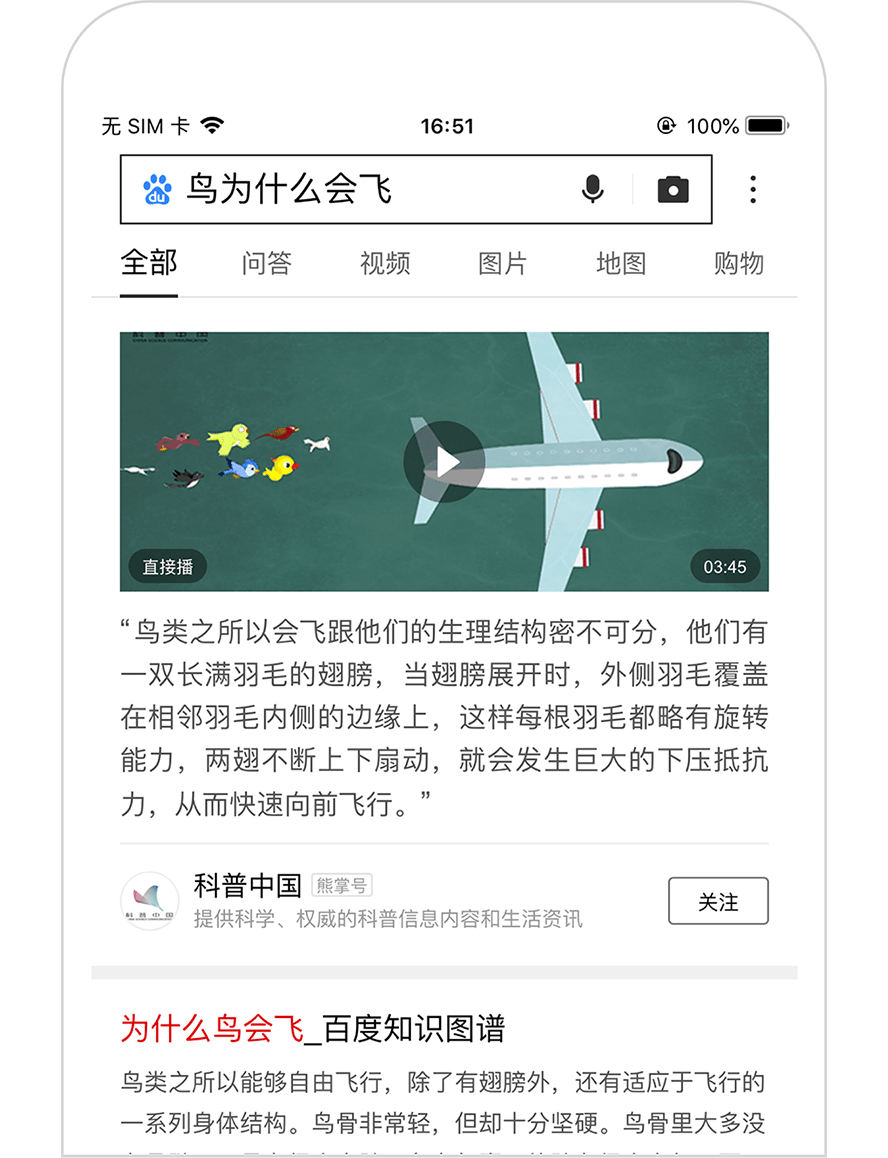 无 SIM 卡 16:51 100%
du 鸟为什么会飞
全部 问答 视频 图片 地图 购物
直接播 03:45
“鸟类之所以会飞跟他们的生理结构密不可分，他们有
一双长满羽毛的翅膀，当翅膀展开时，外侧羽毛覆盖
在相邻羽毛内侧的边缘上，这样每根羽毛都略有旋转
能力，两翅不断上下扇动，就会发生巨大的下压抵抗
力，从而快速向前飞行。”
科普中国 熊掌号
提供科学、权威的科普信息内容和生活资讯
关注
为什么鸟会飞_百度知识图谱
鸟类之所以能够自由飞行，除了有翅膀外，还有适应于飞行的
一系列身体结构。鸟骨非常轻，但却十分坚硬。鸟骨里大多没